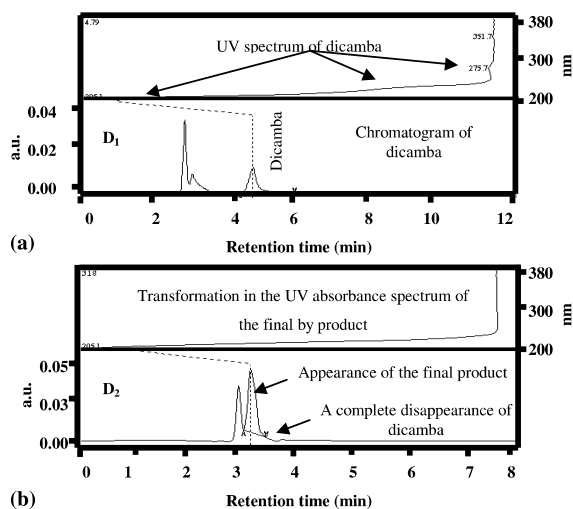 4.79
UV spectrum of dicamba
351.7
275.7
205.1
380
300
200
nm
0.04
0.02
0.00
a.u.
D1
Dicamba
Chromatogram of
dicamba
0 2 4 6 8 10 12
(a)
Retention time (min)
318
Transformation in the UV absorbance spectrum of
the final by product
205.1
380
300
200
nm
0.05
0.03
0.00
a.u.
D2
Appearance of the final product
A complete disappearance of
dicamba
0 1 2 3 4 5 6 7 8
(b)
Retention time (min)